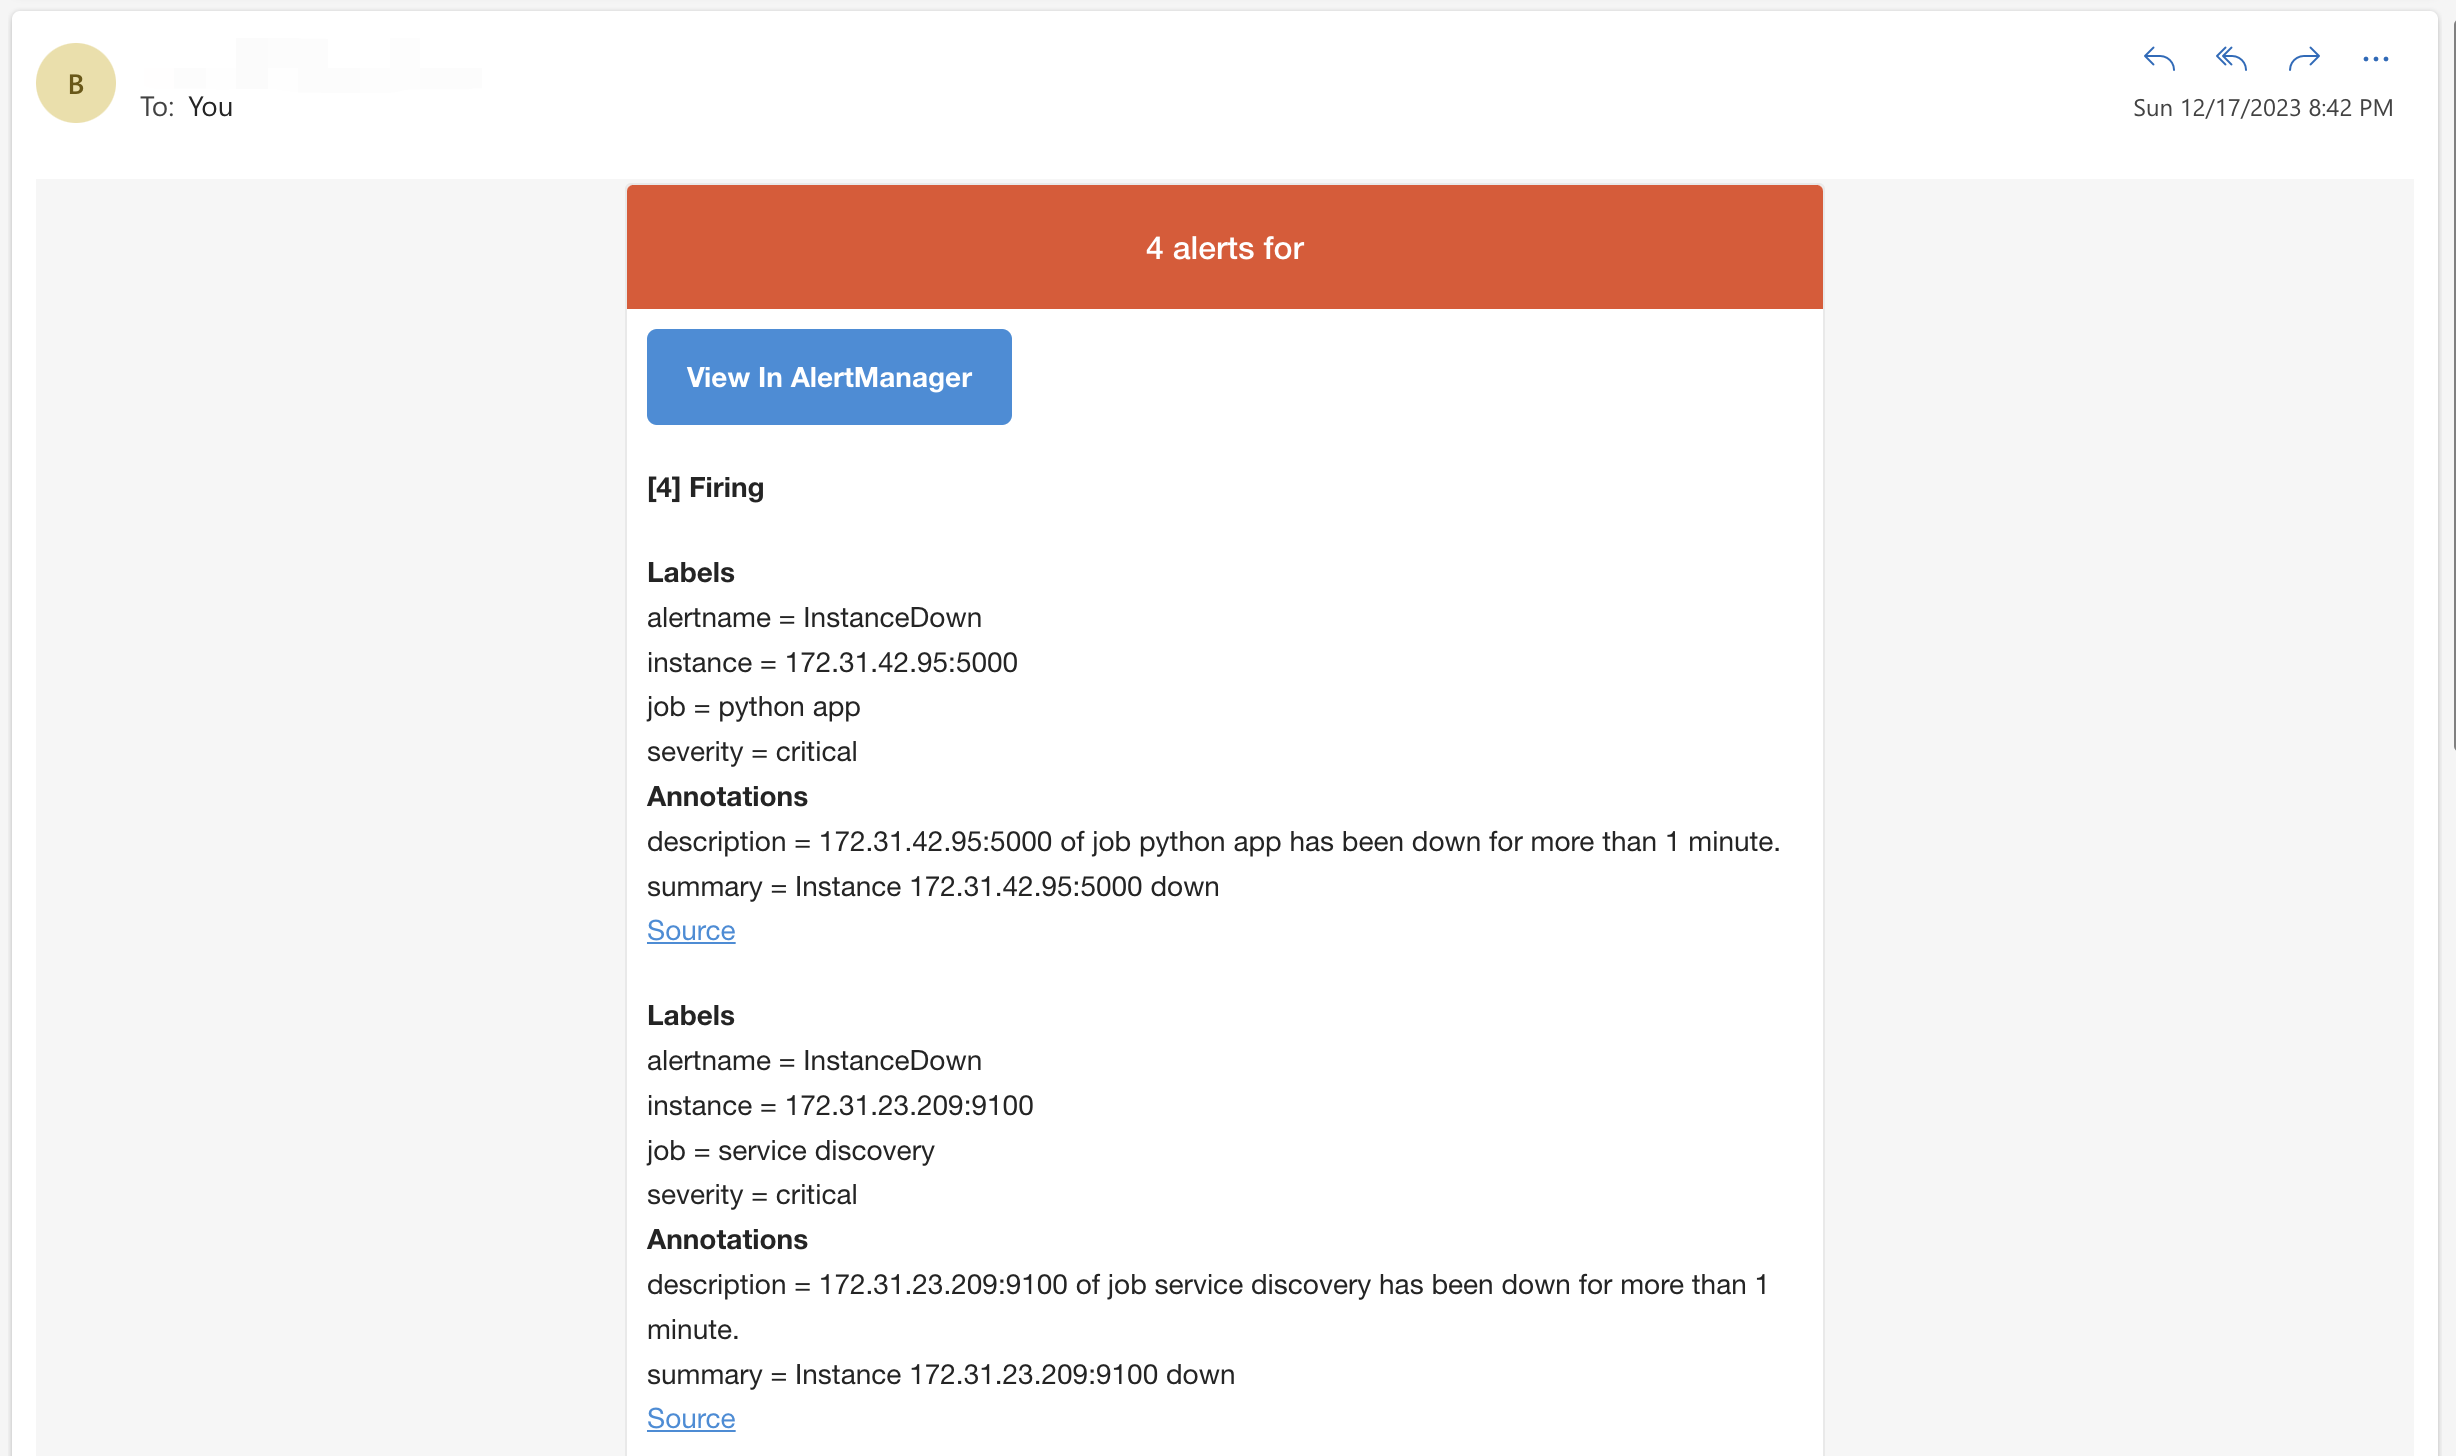 B
To: You
Sun 12/17/2023 8:42 PM
4 alerts for
View In AlertManager
[4] Firing
Labels
alertname = InstanceDown
instance = 172.31.42.95:5000
job = python app
severity = critical
Annotations
description = 172.31.42.95:5000 of job python app has been down for more than 1 minute.
summary = Instance 172.31.42.95:5000 down
Source
Labels
alertname = InstanceDown
instance = 172.31.23.209:9100
job = service discovery
severity = critical
Annotations
description = 172.31.23.209:9100 of job service discovery has been down for more than 1
minute.
summary = Instance 172.31.23.209:9100 down
Source